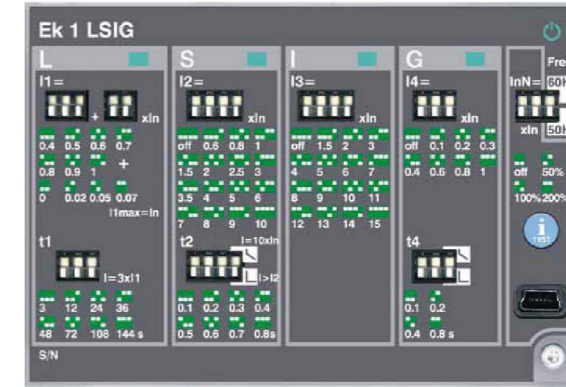 Ek 1 LSIG
L
I1=
+ xIn
0.4 0.5 0.6 0.7
0.8 0.9 1 +
0 0.02 0.05 0.07
I1max=In
t1
I=3xI1
3 12 24 36
48 72 108 144 s
S/N
S
I2=
xIn
off 0.6 0.8 1
1.5 2 2.5 3
3.5 4 5 6
7 8 9 10
t2
I=10xIn
I>I2
0.1 0.2 0.3 0.4
0.5 0.6 0.7 0.8s
I
I3=
xIn
off 1.5 2 3
4 5 6 7
8 9 10 11
12 13 14 15
G
I4=
xIn
off 0.1 0.2 0.3
0.4 0.6 0.8 1
t4
0.1 0.2
0.4 0.8 s
Fre
InN= 60H
xIn 50H
off 50%
100% 200%
i
TEST